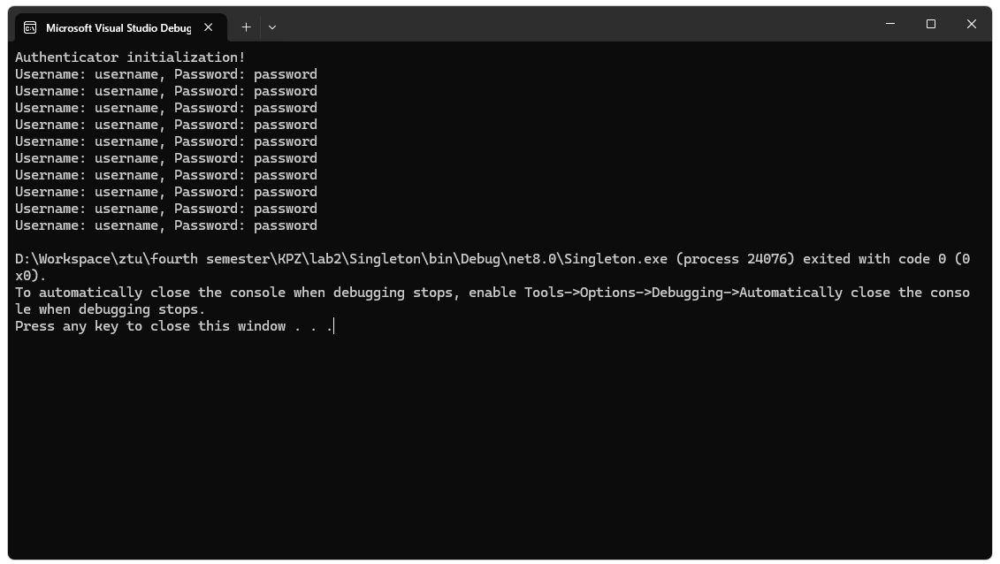 Microsoft Visual Studio Debug
Authenticator initialization!
Username: username, Password: password
Username: username, Password: password
Username: username, Password: password
Username: username, Password: password
Username: username, Password: password
Username: username, Password: password
Username: username, Password: password
Username: username, Password: password
Username: username, Password: password
Username: username, Password: password
D:\Workspace\ztu\fourth semester\KPZ\lab2\Singleton\bin\Debug\net8.0\Singleton.exe (process 24076) exited with code 0 (0
x0).
To automatically close the console when debugging stops, enable Tools->Options->Debugging->Automatically close the conso
le when debugging stops.
Press any key to close this window . . .